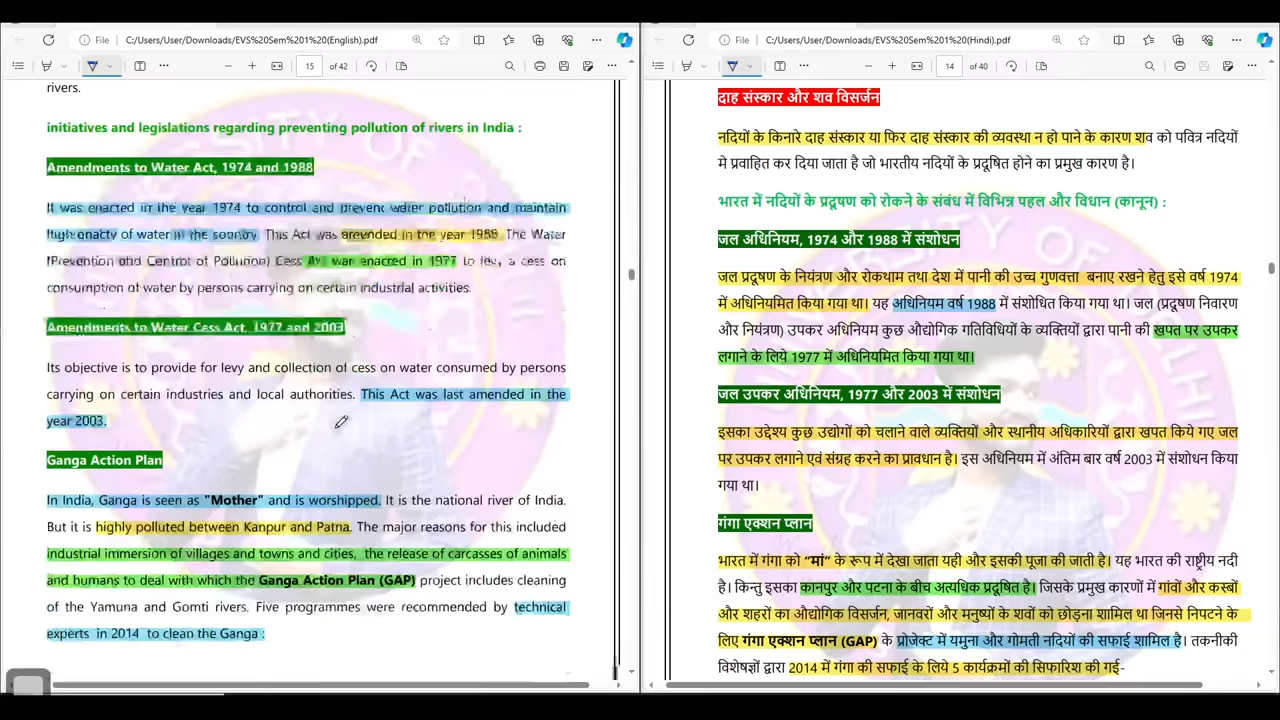 File C:/Users/User/Downloads/EVS%20Sem%201%20(English).pdf
15 of 42
rivers.
initiatives and legislations regarding preventing pollution of rivers in India :
Amendments to Water Act, 1974 and 1988
It was enacted in the year 1974 to control and prevent water pollution and maintain
of water in the country. This Act was amended in the year 1988. The Water
(Prevention and Control of Pollution) Cess Act was enacted in 1977 to levy a cess on
consumption of water by persons carrying on certain industrial activities.
Amendments to Water Cess Act, 1977 and 2003
Its objective is to provide for levy and collection of cess on water consumed by persons
carrying on certain industries and local authorities. This Act was last amended in the
year 2003.
Ganga Action Plan
In India, Ganga is seen as "Mother" and is worshipped. It is the national river of India.
But it is highly polluted between Kanpur and Patna. The major reasons for this included
industrial immersion of villages and towns and cities, the release of carcasses of animals
and humans to deal with which the Ganga Action Plan (GAP) project includes cleaning
of the Yamuna and Gomti rivers. Five programmes were recommended by technical
experts in 2014 to clean the Ganga :
File C:/Users/User/Downloads/EVS%20Sem%201%20(Hindi).pdf
14 of 40
दाह संस्कार और शव विसर्जन
नदियों के किनारे दाह संस्कार या फिर दाह संस्कार की व्यवस्था न हो पाने के कारण शव को पवित्र नदियों
मे प्रवाहित कर दिया जाता है जो भारतीय नदियों के प्रदूषित होने का प्रमुख कारण है।
भारत में नदियों के प्रदूषण को रोकने के संबंध में विभिन्न पहल और विधान (कानून) :
जल अधिनियम, 1974 और 1988 में संशोधन
जल प्रदूषण के नियंत्रण और रोकथाम तथा देश में पानी की उच्च गुणवत्ता बनाए रखने हेतु इसे वर्ष 1974
में अधिनियमित किया गया था। यह अधिनियम वर्ष 1988 में संशोधित किया गया था। जल (प्रदूषण निवारण
और नियंत्रण) उपकर अधिनियम कुछ औद्योगिक गतिविधियों के व्यक्तियों द्वारा पानी की खपत पर उपकर
लगाने के लिये 1977 में अधिनियमित किया गया था।
जल उपकर अधिनियम, 1977 और 2003 में संशोधन
इसका उद्देश्य कुछ उद्योगों को चलाने वाले व्यक्तियों और स्थानीय अधिकारियों द्वारा खपत किये गए जल
पर उपकर लगाने एवं संग्रह करने का प्रावधान है। इस अधिनियम में अंतिम बार वर्ष 2003 में संशोधन किया
गया था।
गंगा एक्शन प्लान
भारत में गंगा को “मां” के रूप में देखा जाता यही और इसकी पूजा की जाती है। यह भारत की राष्ट्रीय नदी
है। किन्तु इसका कानपुर और पटना के बीच अत्यधिक प्रदूषित है। जिसके प्रमुख कारणों में गांवों और कस्बों
और शहरों का औद्योगिक विसर्जन, जानवरों और मनुष्यों के शवों को छोड़ना शामिल था जिनसे निपटने के
लिए गंगा एक्शन प्लान (GAP) के प्रोजेक्ट में यमुना और गोमती नदियों की सफाई शामिल है। तकनीकी
विशेषज्ञों द्वारा 2014 में गंगा की सफाई के लिये 5 कार्यक्रमों की सिफारिश की गई-